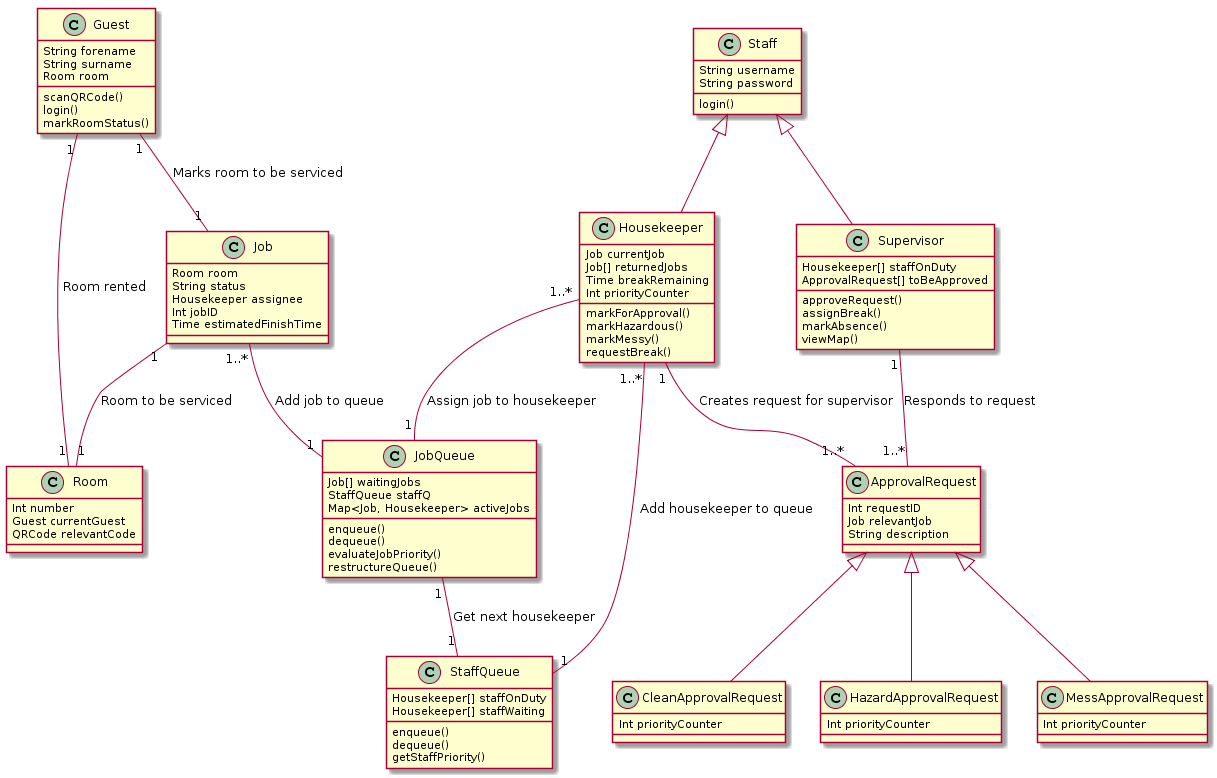 C Guest
String forename
String surname
Room room
scanQRCode()
login()
markRoomStatus()
C Staff
String username
String password
login()
1
1
Marks room to be serviced
1
C Job
Room room
String status
Housekeeper assignee
Int jobID
Time estimatedFinishTime
C Housekeeper
Job currentJob
Job[] returnedJobs
Time breakRemaining
Int priorityCounter
markForApproval()
markHazardous()
markMessy()
requestBreak()
C Supervisor
Housekeeper[] staffOnDuty
ApprovalRequest[] toBeApproved
approveRequest()
assignBreak()
markAbsence()
viewMap()
Room rented
1..*
1
1..*
1..*
1
1
Room to be serviced
Add job to queue
Assign job to housekeeper
Creates request for supervisor
Responds to request
1
1
1
1
1..*
1..*
C Room
Int number
Guest currentGuest
QRCode relevantCode
C JobQueue
Job[] waitingJobs
StaffQueue staffQ
Map<Job, Housekeeper> activeJobs
enqueue()
dequeue()
evaluateJobPriority()
restructureQueue()
C ApprovalRequest
Int requestID
Job relevantJob
String description
Add housekeeper to queue
1
Get next housekeeper
1
1
C StaffQueue
Housekeeper[] staffOnDuty
Housekeeper[] staffWaiting
enqueue()
dequeue()
getStaffPriority()
C CleanApprovalRequest
Int priorityCounter
C HazardApprovalRequest
Int priorityCounter
C MessApprovalRequest
Int priorityCounter